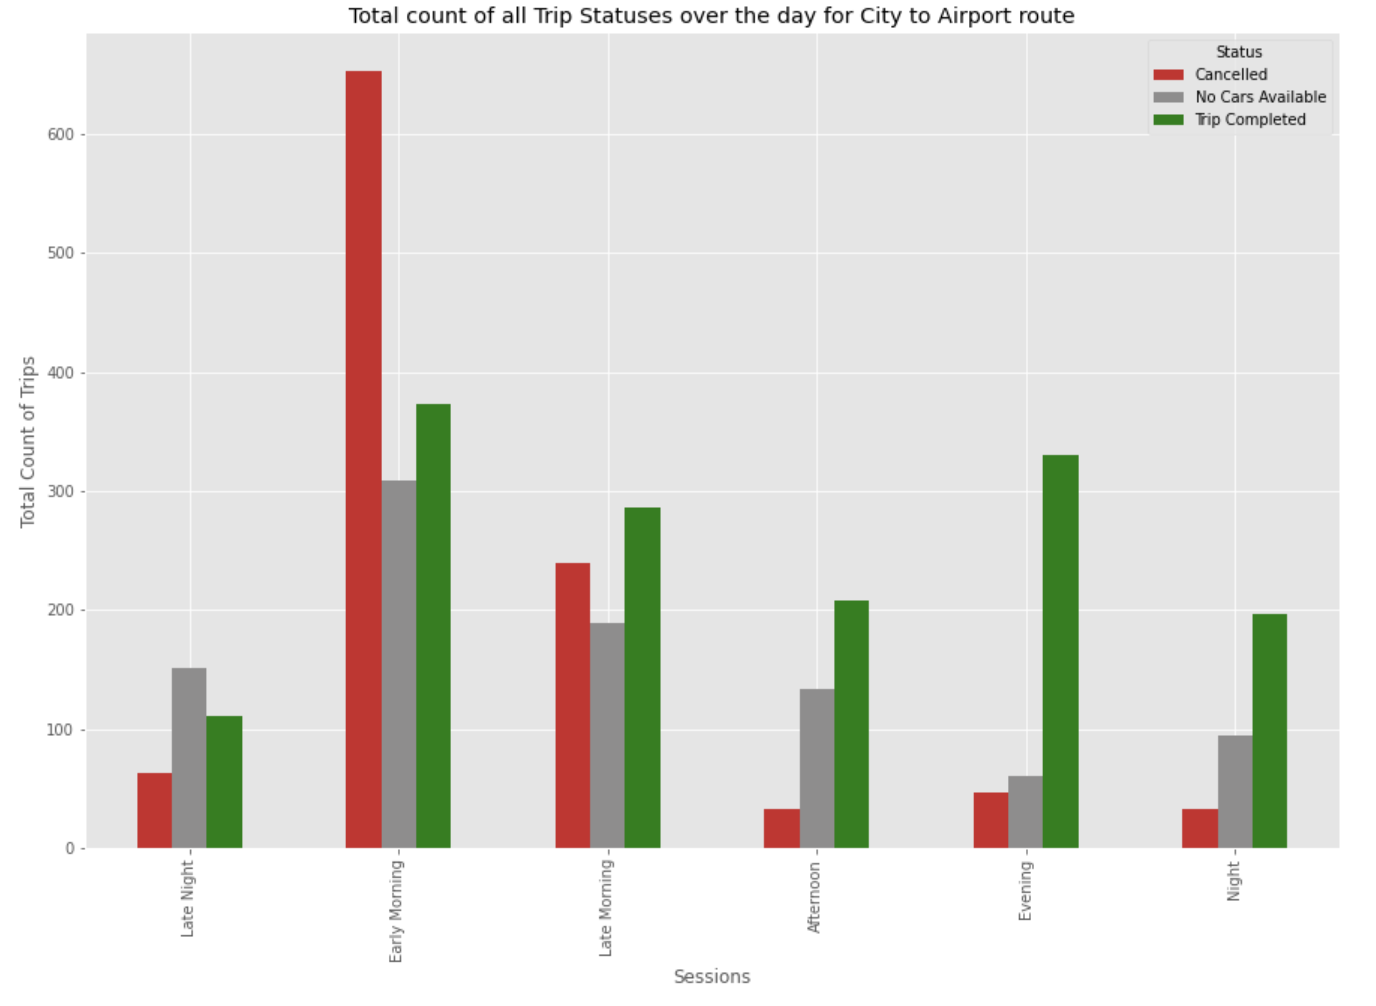 Total count of all Trip Statuses over the day for City to Airport route
Status
Cancelled
No Cars Available
Trip Completed
Total Count of Trips
600
500
400
300
200
100
0
Late Night
Early Morning
Late Morning
Afternoon
Evening
Night
Sessions